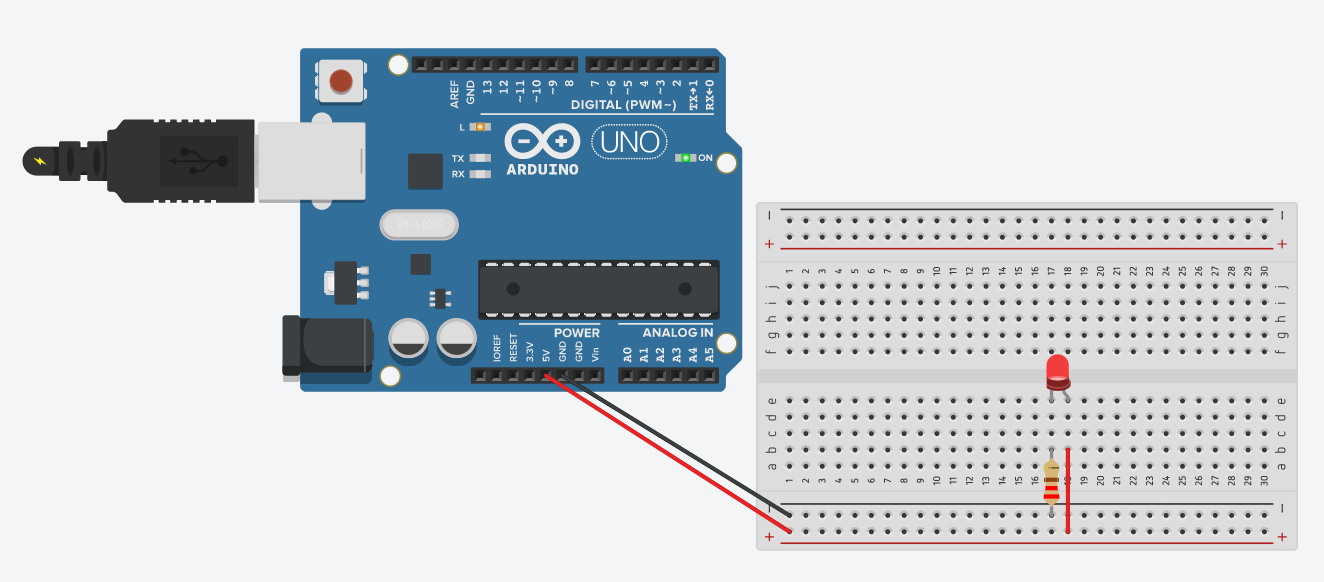 AREF
GND
13
12
~11
~10
~9
8
7
~6
~5
4
~3
2
TX→1
RX←0
DIGITAL (PWM~)
L
TX
RX
ARDUINO
UNO
ON
SPK16.000G
IOREF
RESET
3.3V
5V
GND
GND
Vin
POWER
ANALOG IN
A0
A1
A2
A3
A4
A5
− −
+ +
1 2 3 4 5 6 7 8 9 10 11 12 13 14 15 16 17 18 19 20 21 22 23 24 25 26 27 28 29 30
j j
i i
h h
g g
f f
e e
d d
c c
b b
a a
1 2 3 4 5 6 7 8 9 10 11 12 13 14 15 16 17 18 19 20 21 22 23 24 25 26 27 28 29 30
− −
+ +